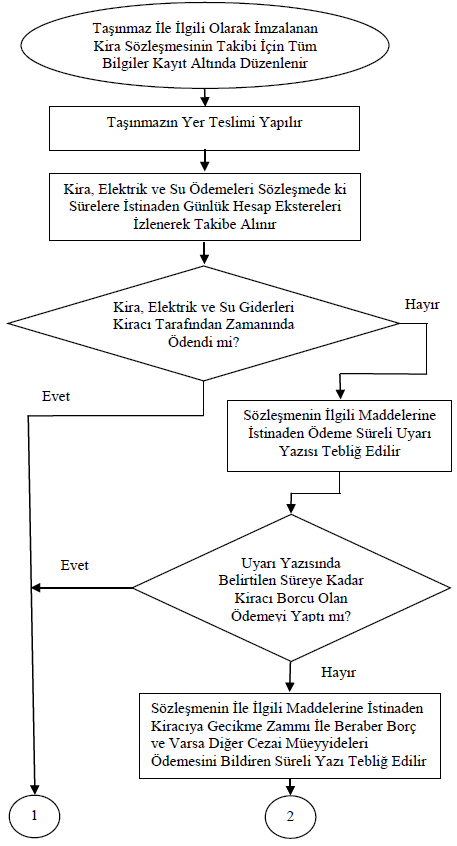 Taşınmaz İle İlgili Olarak İmzalanan
Kira Sözleşmesinin Takibi İçin Tüm
Bilgiler Kayıt Altında Düzenlenir
Taşınmazın Yer Teslimi Yapılır
Kira, Elektrik ve Su Ödemeleri Sözleşmede ki
Sürelere İstinaden Günlük Hesap Ekstereleri
İzlenerek Takibe Alınır
Kira, Elektrik ve Su Giderleri
Kiracı Tarafından Zamanında
Ödendi mi?
Hayır
Evet
Sözleşmenin İlgili Maddelerine
İstinaden Ödeme Süreli Uyarı
Yazısı Tebliğ Edilir
Uyarı Yazısında
Belirtilen Süreye Kadar
Kiracı Borcu Olan
Ödemeyi Yaptı mı?
Evet
Hayır
Sözleşmenin İle İlgili Maddelerine İstinaden
Kiracıya Gecikme Zammı İle Beraber Borç
ve Varsa Diğer Cezai Müeyyideleri
Ödemesini Bildiren Süreli Yazı Tebliğ Edilir
1
2